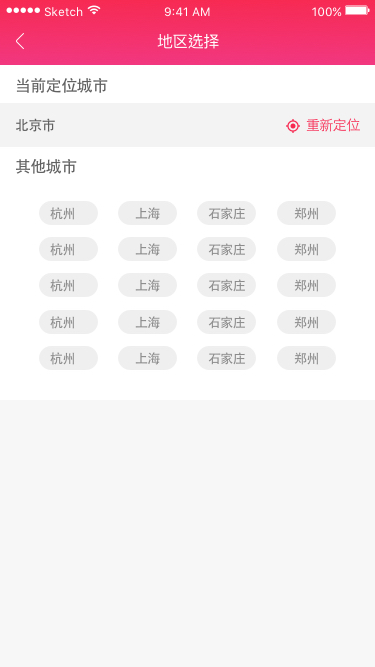 Sketch 9:41 AM 100%
地区选择
当前定位城市
北京市 重新定位
其他城市
杭州 上海 石家庄 郑州
杭州 上海 石家庄 郑州
杭州 上海 石家庄 郑州
杭州 上海 石家庄 郑州
杭州 上海 石家庄 郑州